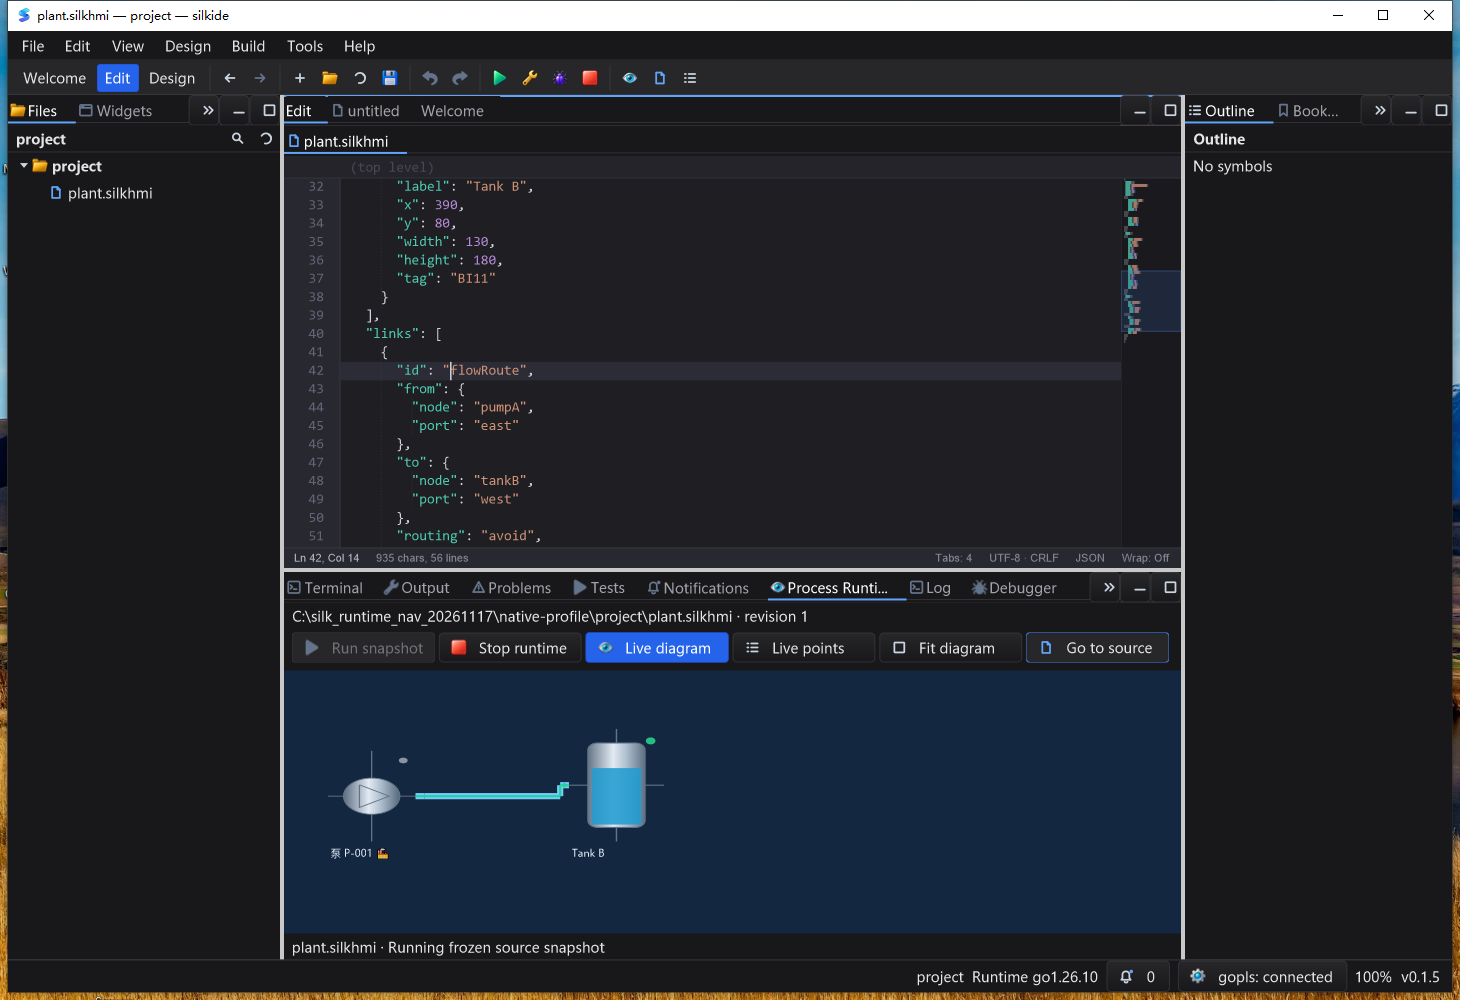 plant.silkhmi — project — silkide
File Edit View Design Build Tools Help
Welcome Edit Design
Files Widgets
project
project
plant.silkhmi
Edit untitled Welcome
plant.silkhmi
(top level)
32 "label": "Tank B",
33 "x": 390,
34 "y": 80,
35 "width": 130,
36 "height": 180,
37 "tag": "BI11"
38 }
39 ],
40 "links": [
41 {
42 "id": "flowRoute",
43 "from": {
44 "node": "pumpA",
45 "port": "east"
46 },
47 "to": {
48 "node": "tankB",
49 "port": "west"
50 },
51 "routing": "avoid",
Ln 42, Col 14 935 chars, 56 lines Tabs: 4 UTF-8 · CRLF JSON Wrap: Off
Terminal Output Problems Tests Notifications Process Runti... Log Debugger
C:\silk_runtime_nav_20261117\native-profile\project\plant.silkhmi · revision 1
Run snapshot Stop runtime Live diagram Live points Fit diagram Go to source
泵 P-001
Tank B
plant.silkhmi · Running frozen source snapshot
Outline Book...
Outline
No symbols
project Runtime go1.26.10 0 gopls: connected 100% v0.1.5